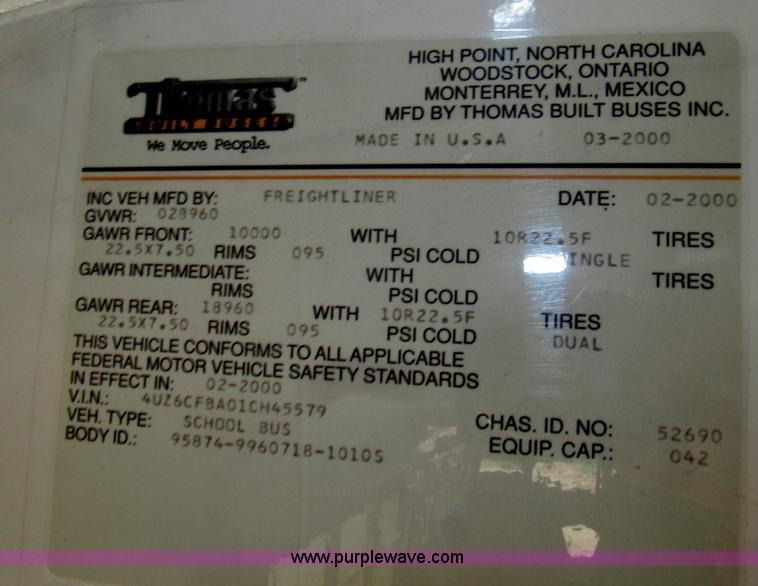 Thomas™
BUILT BUSES
We Move People.
HIGH POINT, NORTH CAROLINA
WOODSTOCK, ONTARIO
MONTERREY, M.L., MEXICO
MFD BY THOMAS BUILT BUSES INC.
MADE IN U.S.A 03-2000
INC VEH MFD BY: FREIGHTLINER DATE: 02-2000
GVWR: 028960
GAWR FRONT: 10000 WITH 10R22.5F TIRES
22.5X7.50 RIMS 095 PSI COLD INGLE
GAWR INTERMEDIATE: WITH TIRES
RIMS PSI COLD
GAWR REAR: 18960 WITH 10R22.5F TIRES
22.5X7.50 RIMS 095 PSI COLD DUAL
THIS VEHICLE CONFORMS TO ALL APPLICABLE
FEDERAL MOTOR VEHICLE SAFETY STANDARDS
IN EFFECT IN: 02-2000
V.I.N.: 4UZ6CFBA01CH45579
VEH. TYPE: SCHOOL BUS CHAS. ID. NO: 52690
BODY ID.: 95874-9960718-1010S EQUIP. CAP.: 042
www.purplewave.com